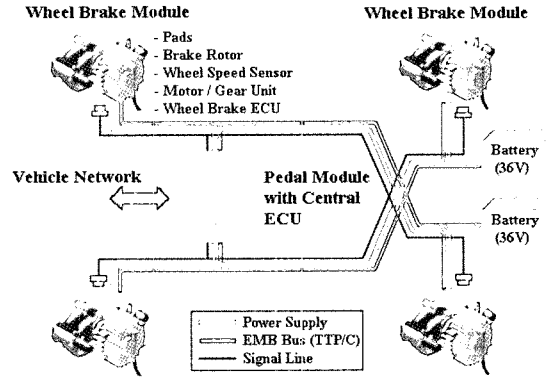 Wheel Brake Module
Wheel Brake Module
- Pads
- Brake Rotor
- Wheel Speed Sensor
- Motor / Gear Unit
- Wheel Brake ECU
Battery
(36V)
Vehicle Network
Pedal Module
with Central
ECU
Battery
(36V)
Power Supply
EMB Bus (TTP/C)
Signal Line